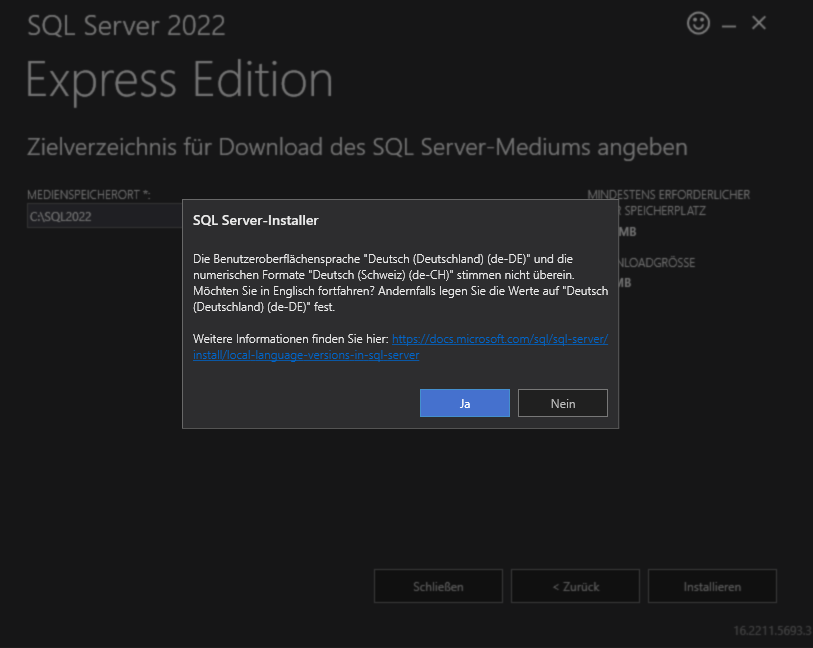 SQL Server 2022
Express Edition
Zielverzeichnis für Download des SQL Server-Mediums angeben
MEDIENSPEICHERORT *:
C:\SQL2022
MINDESTENS ERFORDERLICHER
SPEICHERPLATZ
MB
NLOADGRÖSSE
MB
SQL Server-Installer
Die Benutzeroberflächensprache "Deutsch (Deutschland) (de-DE)" und die
numerischen Formate "Deutsch (Schweiz) (de-CH)" stimmen nicht überein.
Möchten Sie in Englisch fortfahren? Andernfalls legen Sie die Werte auf "Deutsch
(Deutschland) (de-DE)" fest.
Weitere Informationen finden Sie hier: https://docs.microsoft.com/sql/sql-server/
install/local-language-versions-in-sql-server
Ja
Nein
Schließen
< Zurück
Installieren
16.2211.5693.3